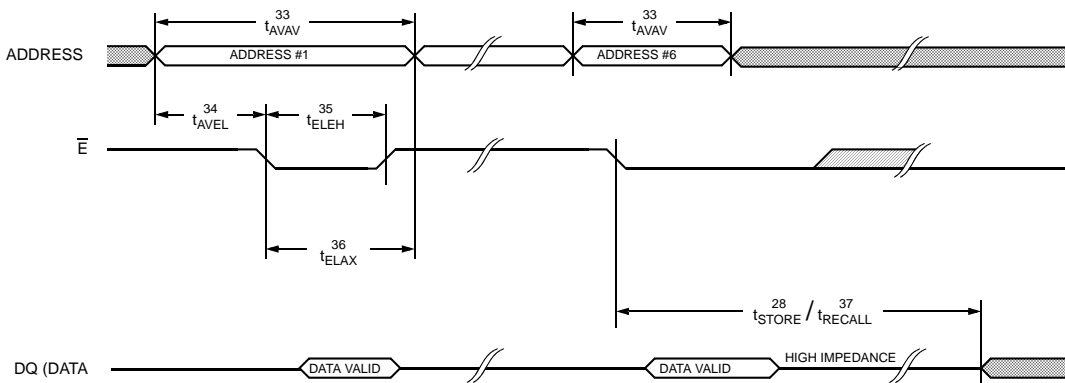 33
tAVAV
33
tAVAV
ADDRESS
ADDRESS #1
ADDRESS #6
34
tAVEL
35
tELEH
E
36
tELAX
28 37
tSTORE / tRECALL
DQ (DATA
DATA VALID
DATA VALID
HIGH IMPEDANCE